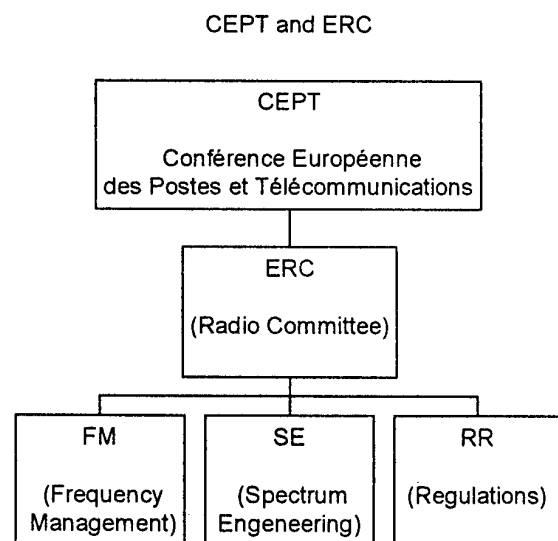 CEPT and ERC
CEPT
Conférence Européenne
des Postes et Télécommunications
ERC
(Radio Committee)
FM
(Frequency
Management)
SE
(Spectrum
Engeneering)
RR
(Regulations)